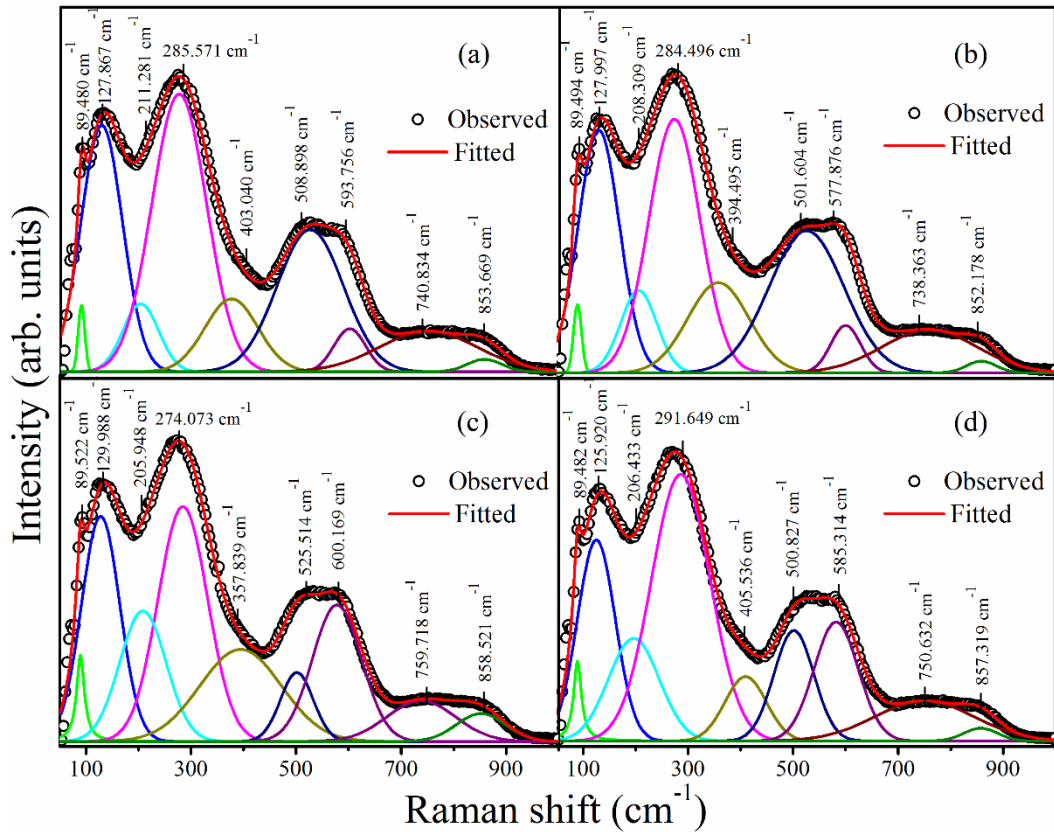 89.480 cm⁻¹
127.867 cm⁻¹
211.281 cm⁻¹
285.571 cm⁻¹
403.040 cm⁻¹
508.898 cm⁻¹
593.756 cm⁻¹
740.834 cm⁻¹
853.669 cm⁻¹
(a)
Observed
Fitted
89.494 cm⁻¹
127.997 cm⁻¹
208.309 cm⁻¹
284.496 cm⁻¹
394.495 cm⁻¹
501.604 cm⁻¹
577.876 cm⁻¹
738.363 cm⁻¹
852.178 cm⁻¹
(b)
Observed
Fitted
89.522 cm⁻¹
129.988 cm⁻¹
205.948 cm⁻¹
274.073 cm⁻¹
357.839 cm⁻¹
525.514 cm⁻¹
600.169 cm⁻¹
759.718 cm⁻¹
858.521 cm⁻¹
(c)
Observed
Fitted
89.482 cm⁻¹
125.920 cm⁻¹
206.433 cm⁻¹
291.649 cm⁻¹
405.536 cm⁻¹
500.827 cm⁻¹
585.314 cm⁻¹
750.632 cm⁻¹
857.319 cm⁻¹
(d)
Observed
Fitted
Intensity (arb. units)
100 300 500 700 900 100 300 500 700 900
Raman shift (cm⁻¹)